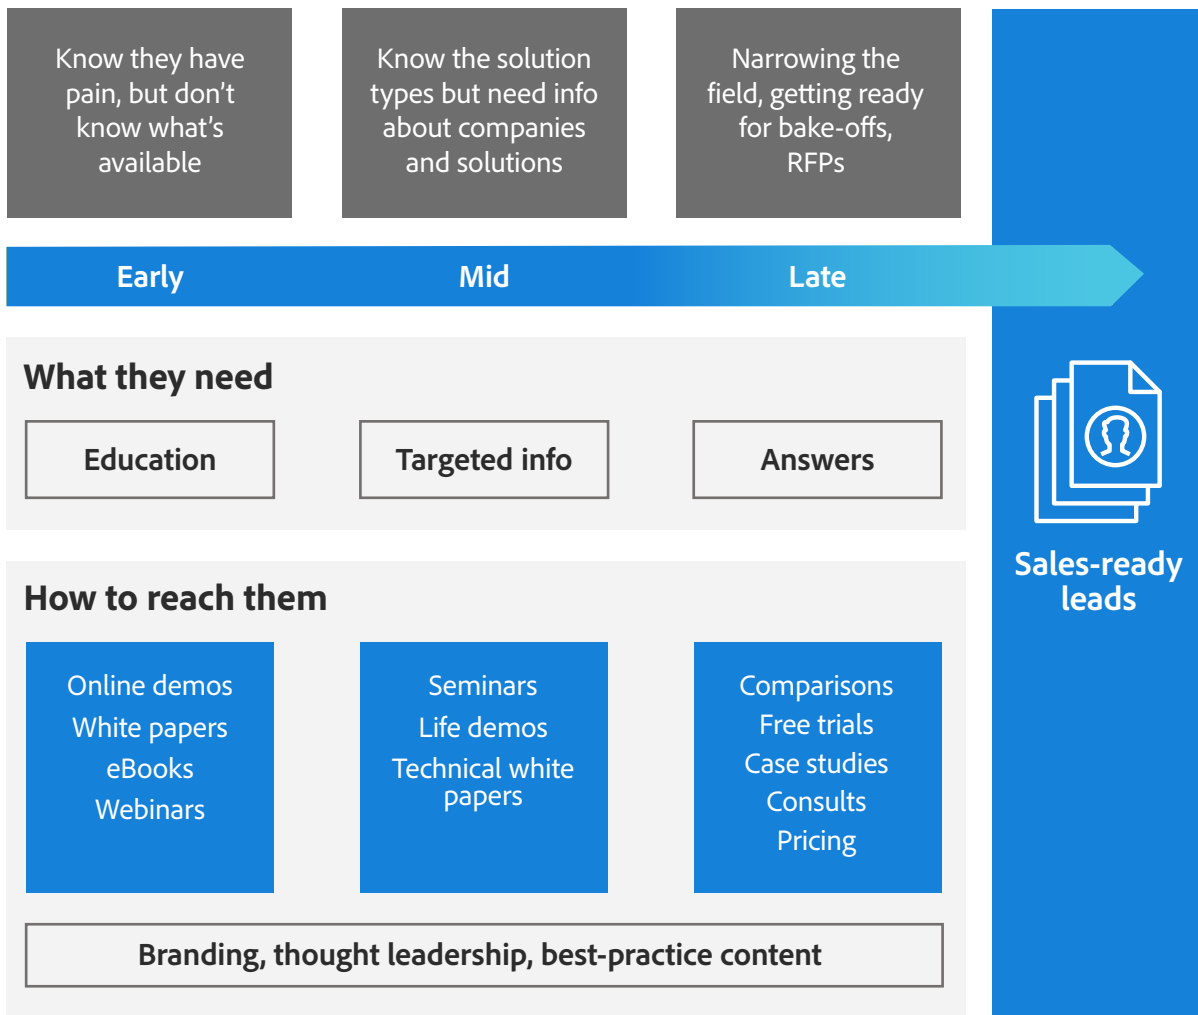 Know they have
pain, but don't
know what's
available
Know the solution
types but need info
about companies
and solutions
Narrowing the
field, getting ready
for bake-offs,
RFPs
Early
Mid
Late
What they need
Education
Targeted info
Answers
How to reach them
Online demos
White papers
eBooks
Webinars
Seminars
Life demos
Technical white
papers
Comparisons
Free trials
Case studies
Consults
Pricing
Branding, thought leadership, best-practice content
Sales-ready
leads